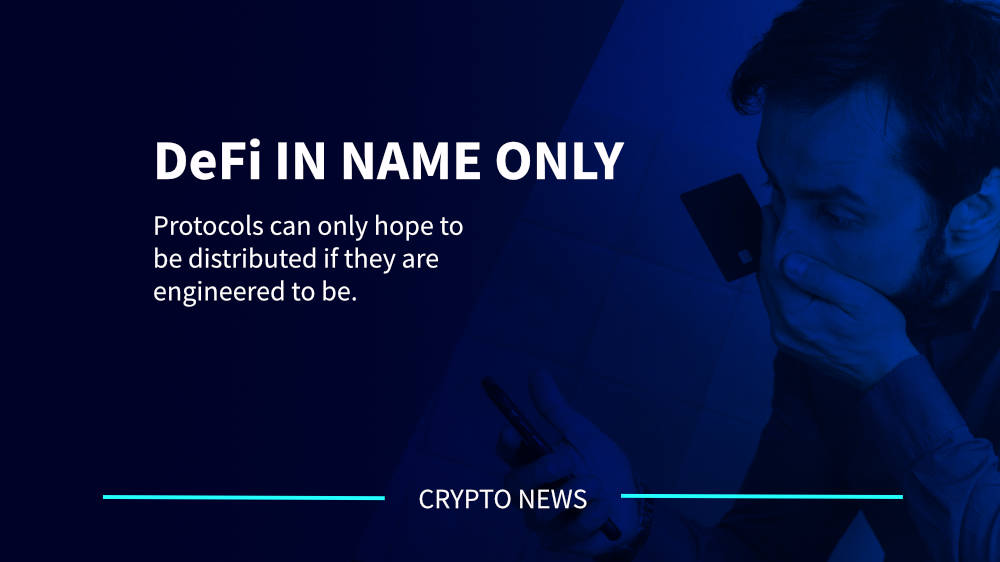 DeFi IN NAME ONLY
Protocols can only hope to
be distributed if they are
engineered to be.
CRYPTO NEWS